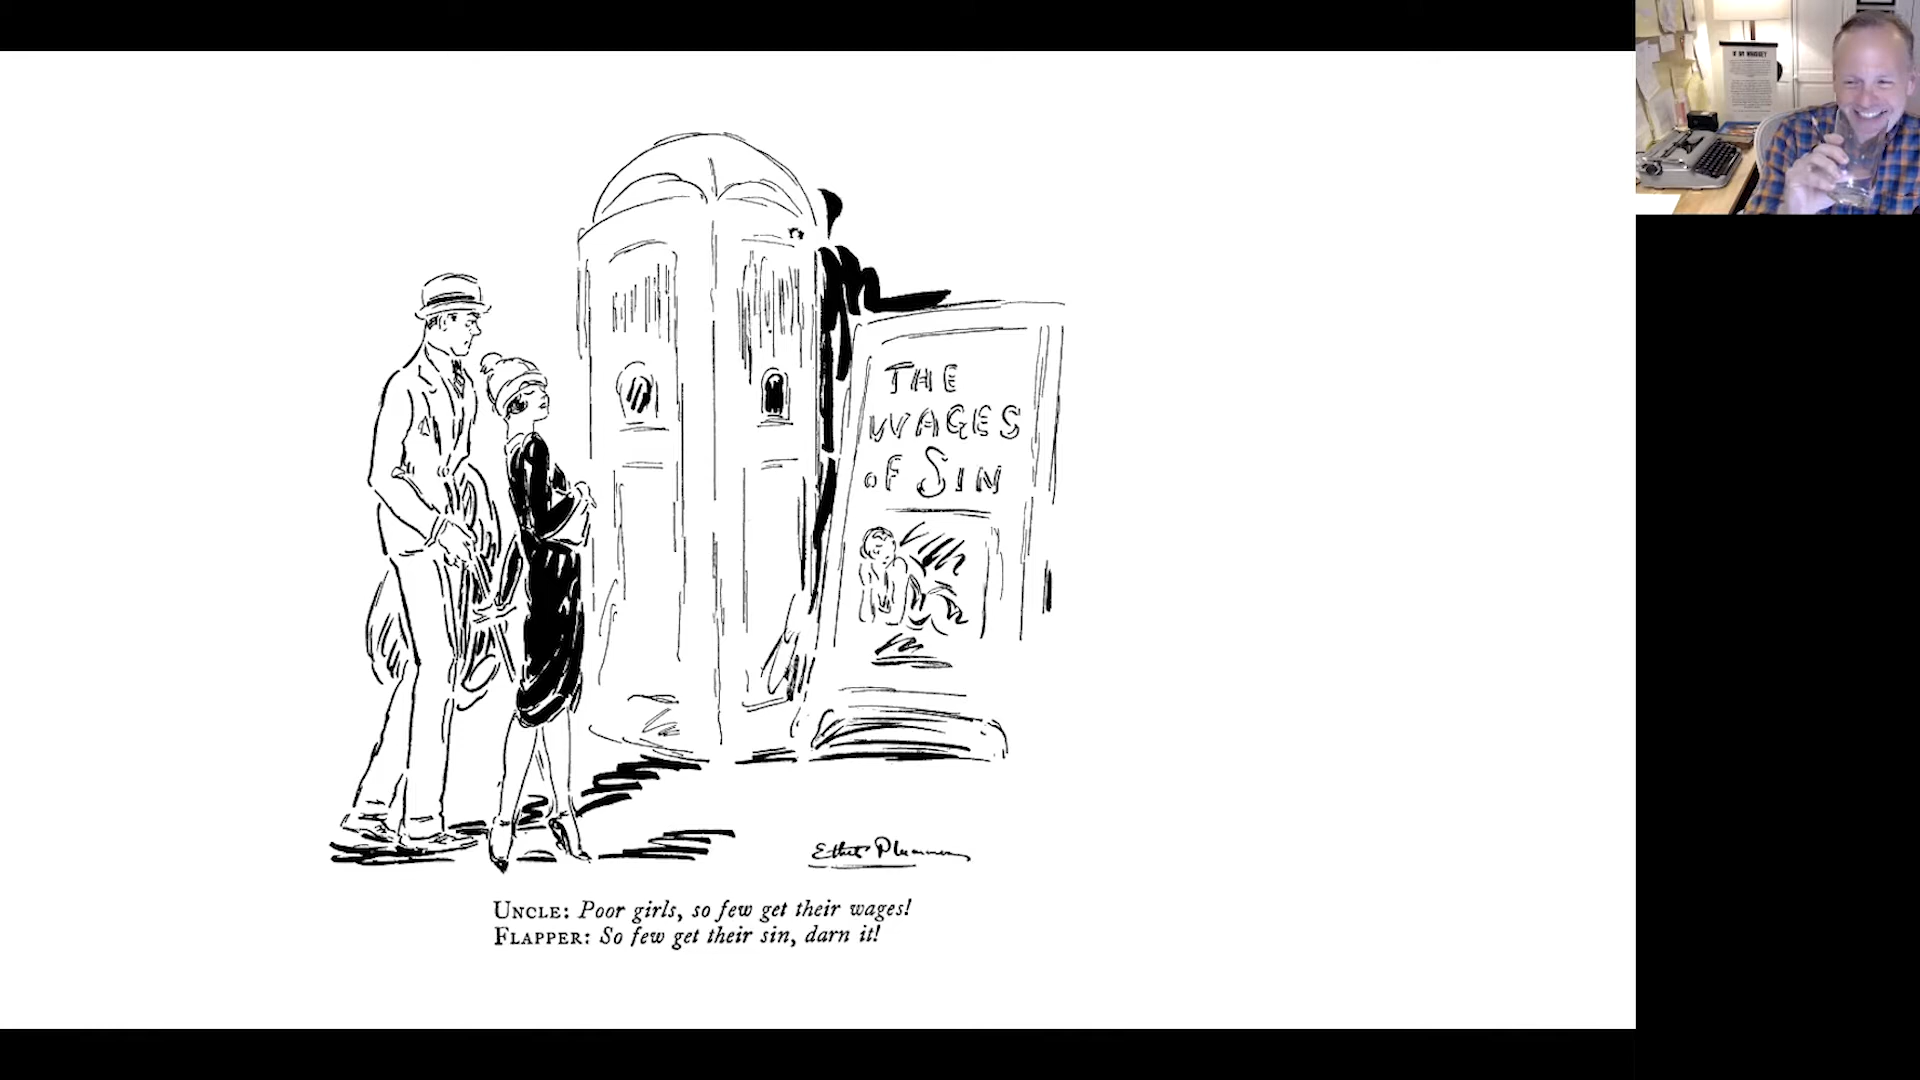 THE
WAGES
OF SIN
Ethel Plummer
UNCLE: Poor girls, so few get their wages!
FLAPPER: So few get their sin, darn it!